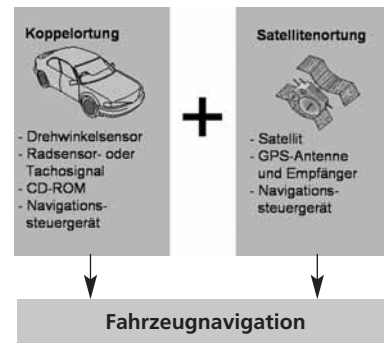 Koppelortung
- Drehwinkelsensor
- Radsensor- oder
Tachosignal
- CD-ROM
- Navigations-
steuergerät
+
Satellitenortung
- Satellit
- GPS-Antenne
und Empfänger
- Navigations-
steuergerät
Fahrzeugnavigation